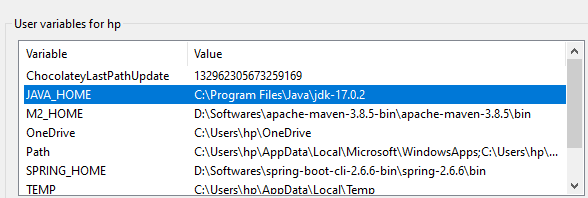 User variables for hp
Variable Value
ChocolateyLastPathUpdate 132962305673259169
JAVA_HOME C:\Program Files\Java\jdk-17.0.2
M2_HOME D:\Softwares\apache-maven-3.8.5-bin\apache-maven-3.8.5\bin
OneDrive C:\Users\hp\OneDrive
Path C:\Users\hp\AppData\Local\Microsoft\WindowsApps;C:\Users\hp\...
SPRING_HOME D:\Softwares\spring-boot-cli-2.6.6-bin\spring-2.6.6\bin
TEMP C:\Users\hp\AppData\Local\Temp